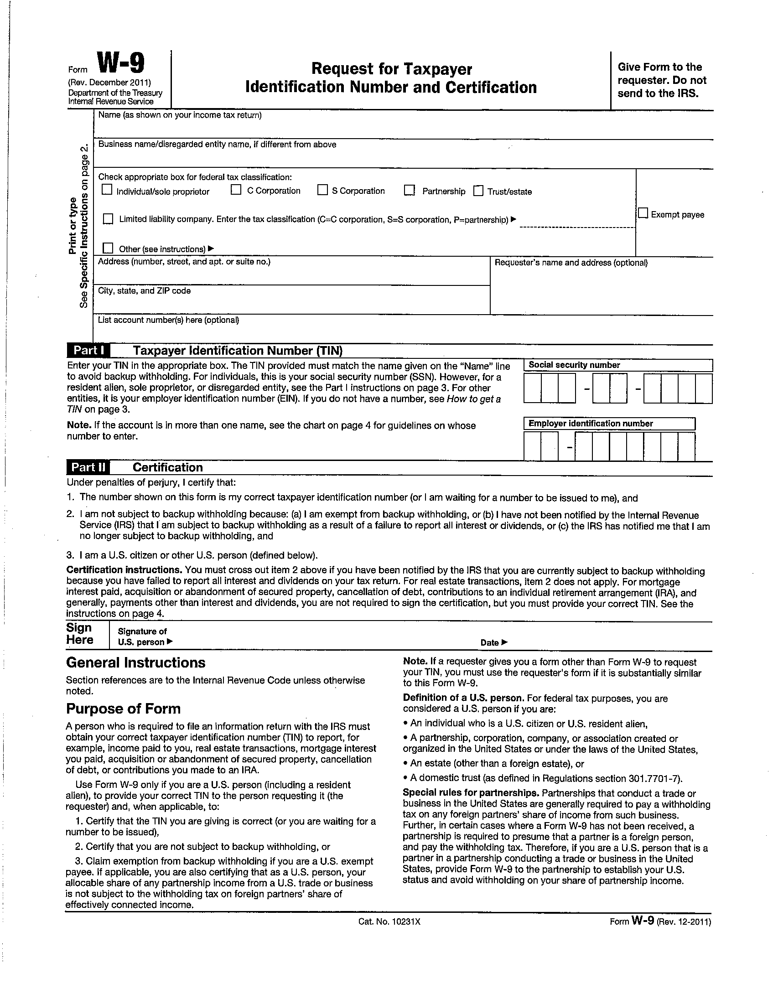 Form W-9
(Rev. December 2011)
Department of the Treasury
Internal Revenue Service
Request for Taxpayer
Identification Number and Certification
Give Form to the
requester. Do not
send to the IRS.
Print or type
See Specific Instructions on page 2.
Name (as shown on your income tax return)
Business name/disregarded entity name, if different from above
Check appropriate box for federal tax classification:
Individual/sole proprietor C Corporation S Corporation Partnership Trust/estate
Limited liability company. Enter the tax classification (C=C corporation, S=S corporation, P=partnership) ►
Exempt payee
Other (see instructions) ►
Address (number, street, and apt. or suite no.)
Requester's name and address (optional)
City, state, and ZIP code
List account number(s) here (optional)
Part I Taxpayer Identification Number (TIN)
Enter your TIN in the appropriate box. The TIN provided must match the name given on the “Name” line
to avoid backup withholding. For individuals, this is your social security number (SSN). However, for a
resident alien, sole proprietor, or disregarded entity, see the Part I instructions on page 3. For other
entities, it is your employer identification number (EIN). If you do not have a number, see How to get a
TIN on page 3.
Note. If the account is in more than one name, see the chart on page 4 for guidelines on whose
number to enter.
Social security number
– –
Employer identification number
–
Part II Certification
Under penalties of perjury, I certify that:
1. The number shown on this form is my correct taxpayer identification number (or I am waiting for a number to be issued to me), and
2. I am not subject to backup withholding because: (a) I am exempt from backup withholding, or (b) I have not been notified by the Internal Revenue
Service (IRS) that I am subject to backup withholding as a result of a failure to report all interest or dividends, or (c) the IRS has notified me that I am
no longer subject to backup withholding, and
3. I am a U.S. citizen or other U.S. person (defined below).
Certification instructions. You must cross out item 2 above if you have been notified by the IRS that you are currently subject to backup withholding
because you have failed to report all interest and dividends on your tax return. For real estate transactions, item 2 does not apply. For mortgage
interest paid, acquisition or abandonment of secured property, cancellation of debt, contributions to an individual retirement arrangement (IRA), and
generally, payments other than interest and dividends, you are not required to sign the certification, but you must provide your correct TIN. See the
instructions on page 4.
Sign
Here
Signature of
U.S. person ►
Date ►
General Instructions
Section references are to the Internal Revenue Code unless otherwise
noted.
Purpose of Form
A person who is required to file an information return with the IRS must
obtain your correct taxpayer identification number (TIN) to report, for
example, income paid to you, real estate transactions, mortgage interest
you paid, acquisition or abandonment of secured property, cancellation
of debt, or contributions you made to an IRA.
Use Form W-9 only if you are a U.S. person (including a resident
alien), to provide your correct TIN to the person requesting it (the
requester) and, when applicable, to:
1. Certify that the TIN you are giving is correct (or you are waiting for a
number to be issued),
2. Certify that you are not subject to backup withholding, or
3. Claim exemption from backup withholding if you are a U.S. exempt
payee. If applicable, you are also certifying that as a U.S. person, your
allocable share of any partnership income from a U.S. trade or business
is not subject to the withholding tax on foreign partners' share of
effectively connected income.
Note. If a requester gives you a form other than Form W-9 to request
your TIN, you must use the requester's form if it is substantially similar
to this Form W-9.
Definition of a U.S. person. For federal tax purposes, you are
considered a U.S. person if you are:
• An individual who is a U.S. citizen or U.S. resident alien,
• A partnership, corporation, company, or association created or
organized in the United States or under the laws of the United States,
• An estate (other than a foreign estate), or
• A domestic trust (as defined in Regulations section 301.7701-7).
Special rules for partnerships. Partnerships that conduct a trade or
business in the United States are generally required to pay a withholding
tax on any foreign partners' share of income from such business.
Further, in certain cases where a Form W-9 has not been received, a
partnership is required to presume that a partner is a foreign person,
and pay the withholding tax. Therefore, if you are a U.S. person that is a
partner in a partnership conducting a trade or business in the United
States, provide Form W-9 to the partnership to establish your U.S.
status and avoid withholding on your share of partnership income.
Cat. No. 10231X
Form W-9 (Rev. 12-2011)